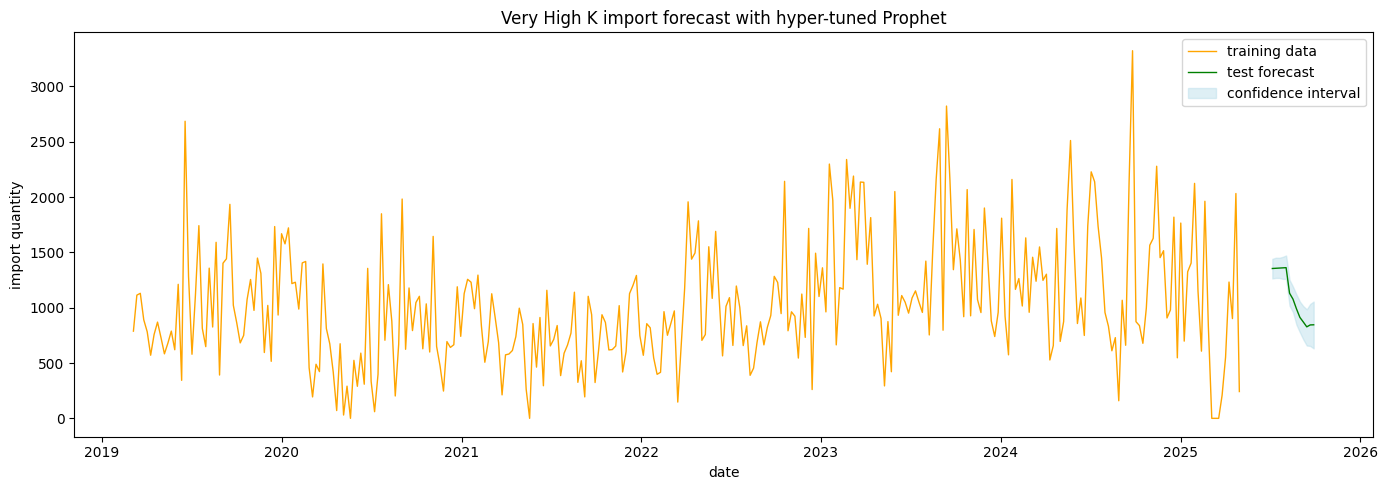 Very High K import forecast with hyper-tuned Prophet
training data
test forecast
confidence interval
import quantity
3000
2500
2000
1500
1000
500
0
2019 2020 2021 2022 2023 2024 2025 2026
date